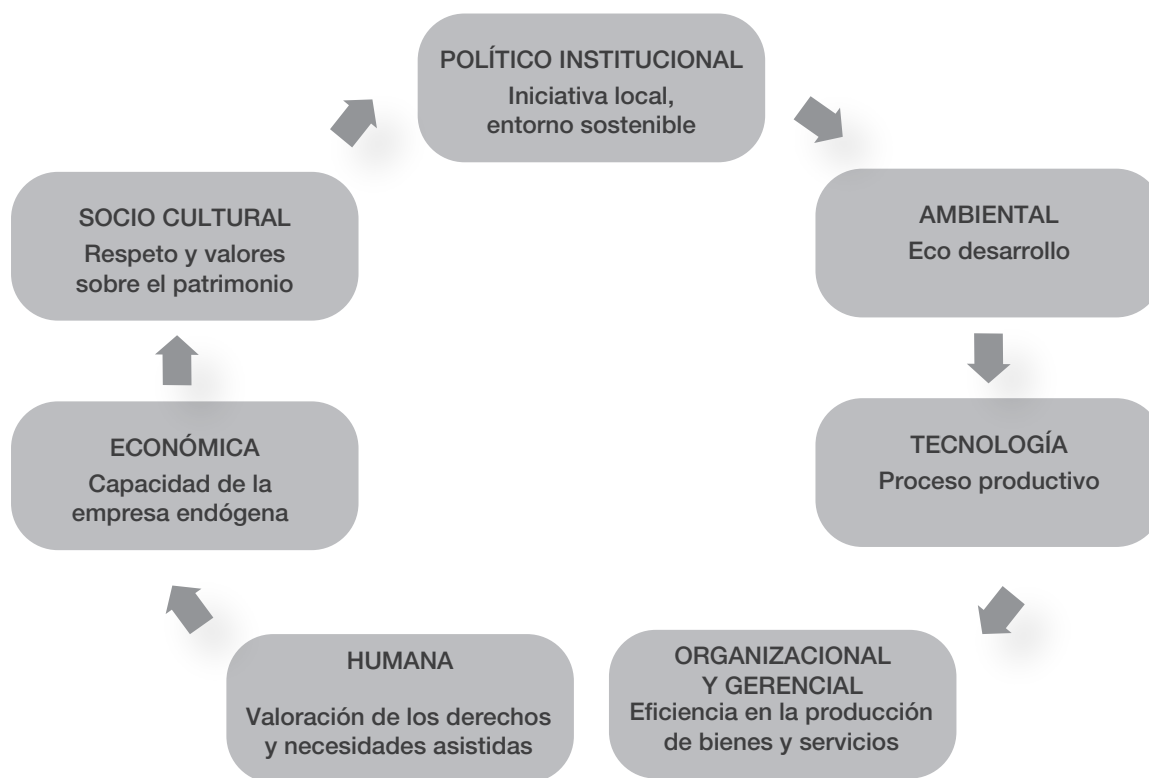 POLÍTICO INSTITUCIONAL
Iniciativa local,
entorno sostenible
SOCIO CULTURAL
Respeto y valores
sobre el patrimonio
AMBIENTAL
Eco desarrollo
ECONÓMICA
Capacidad de la
empresa endógena
TECNOLOGÍA
Proceso productivo
HUMANA
Valoración de los derechos
y necesidades asistidas
ORGANIZACIONAL
Y GERENCIAL
Eficiencia en la producción
de bienes y servicios